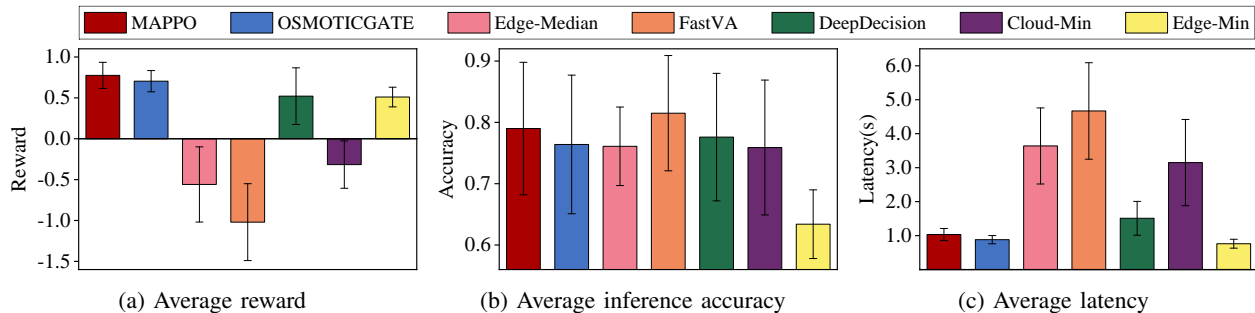 MAPPO OSMOTICGATE Edge-Median FastVA DeepDecision Cloud-Min Edge-Min
Reward
1.0
0.5
0.0
-0.5
-1.0
-1.5
(a) Average reward
Accuracy
0.9
0.8
0.7
0.6
(b) Average inference accuracy
Latency(s)
6.0
5.0
4.0
3.0
2.0
1.0
(c) Average latency